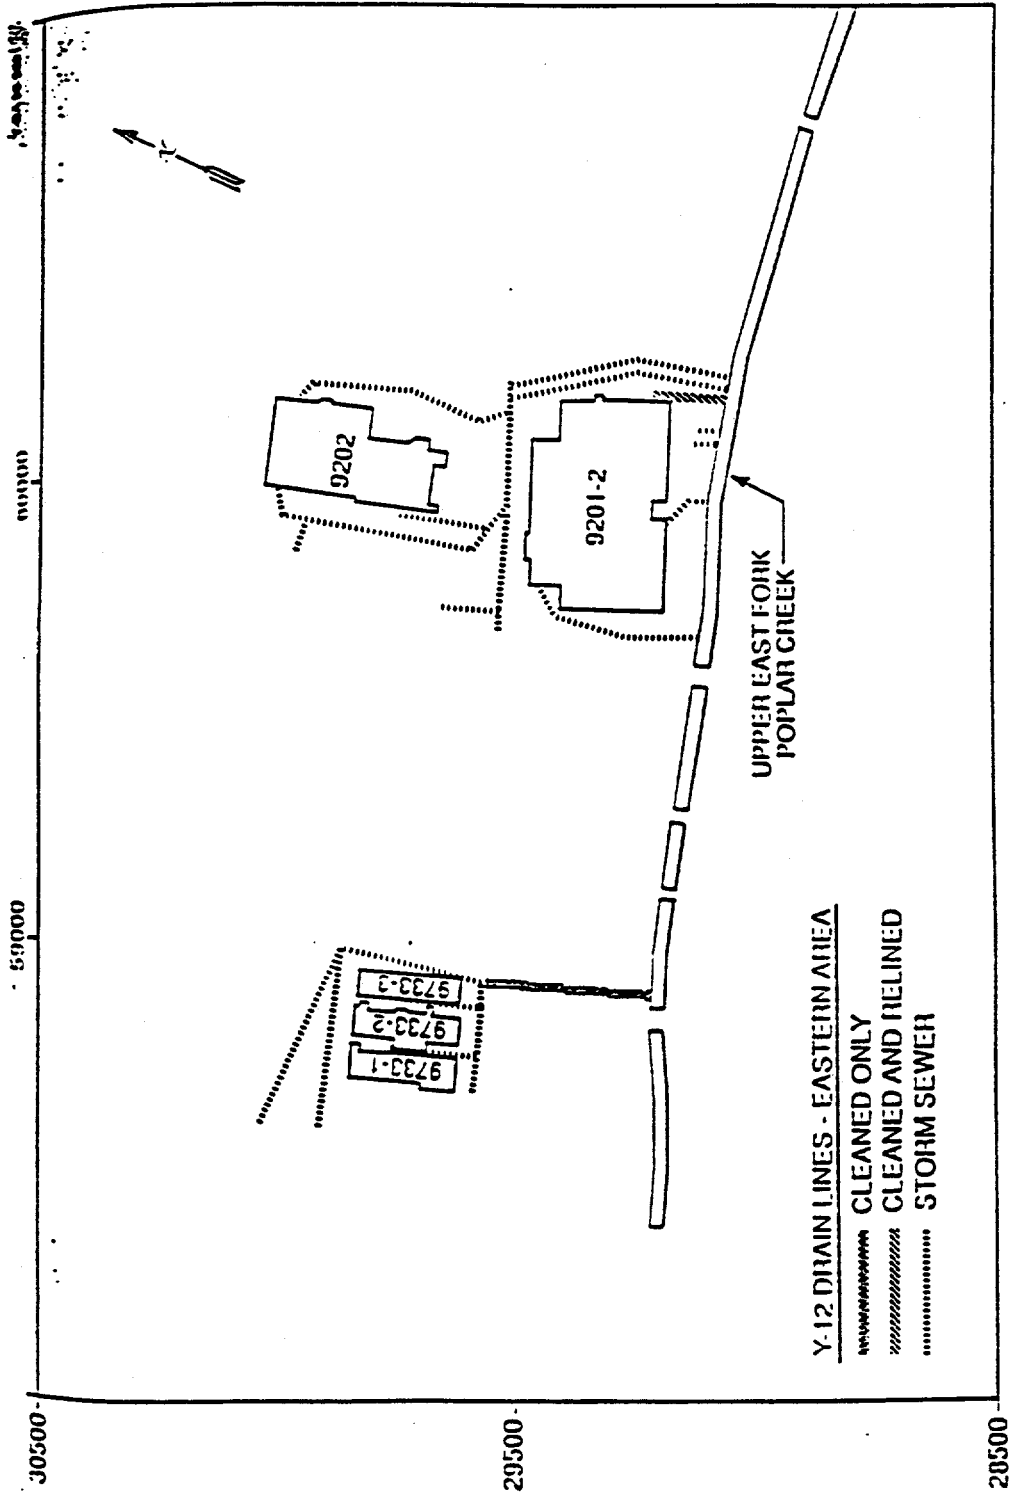 30500
29500
28500
59000
60000
N
9202
9201-2
9733-3
9733-2
9733-1
UPPER EAST FORK
POPLAR CREEK
Y-12 DRAIN LINES - EASTERN AREA
CLEANED ONLY
CLEANED AND RELINED
STORM SEWER